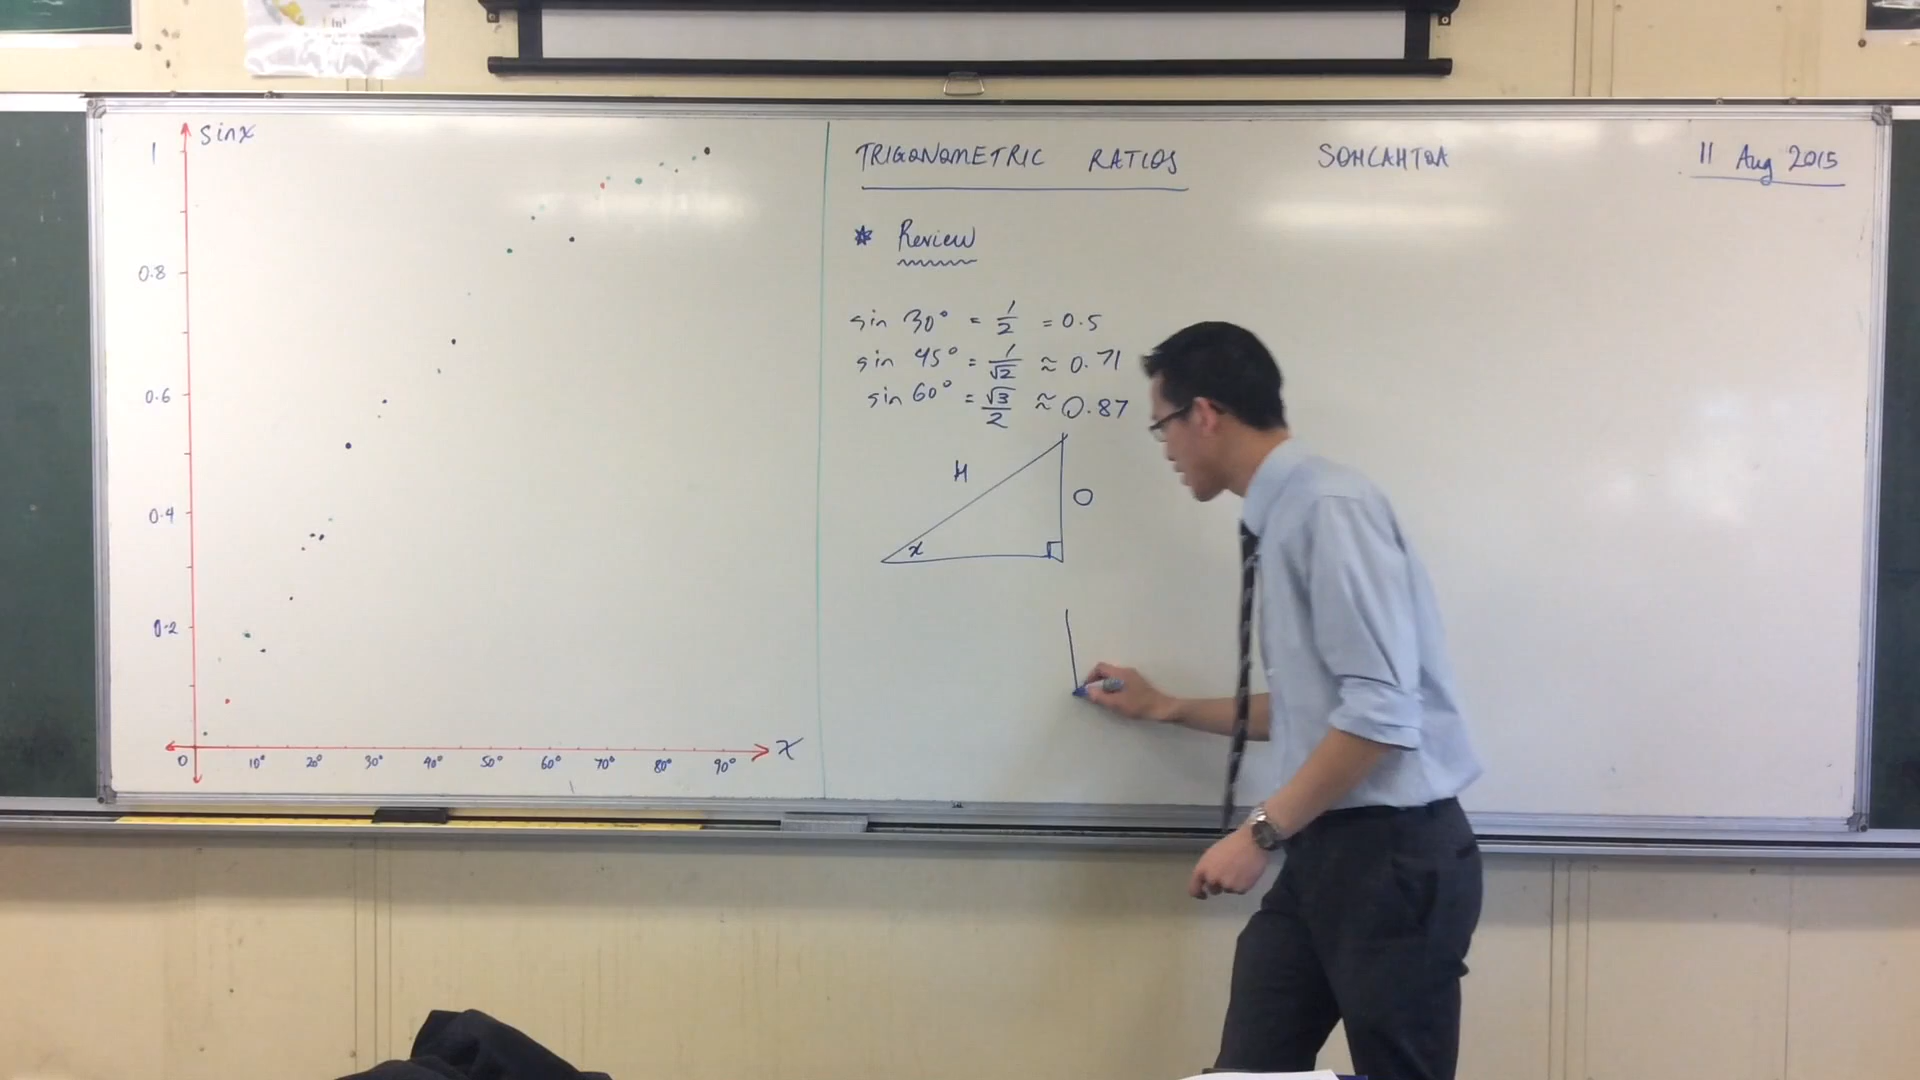 sinx
1
0.8
0.6
0.4
0.2
0 10° 20° 30° 40° 50° 60° 70° 80° 90° x
TRIGONOMETRIC RATIOS SOHCAHTOA 11 Aug 2015
* Review
sin 30° = 1/2 = 0.5
sin 45° = 1/√2 ≈ 0.71
sin 60° = √3/2 ≈ 0.87
H
O
x